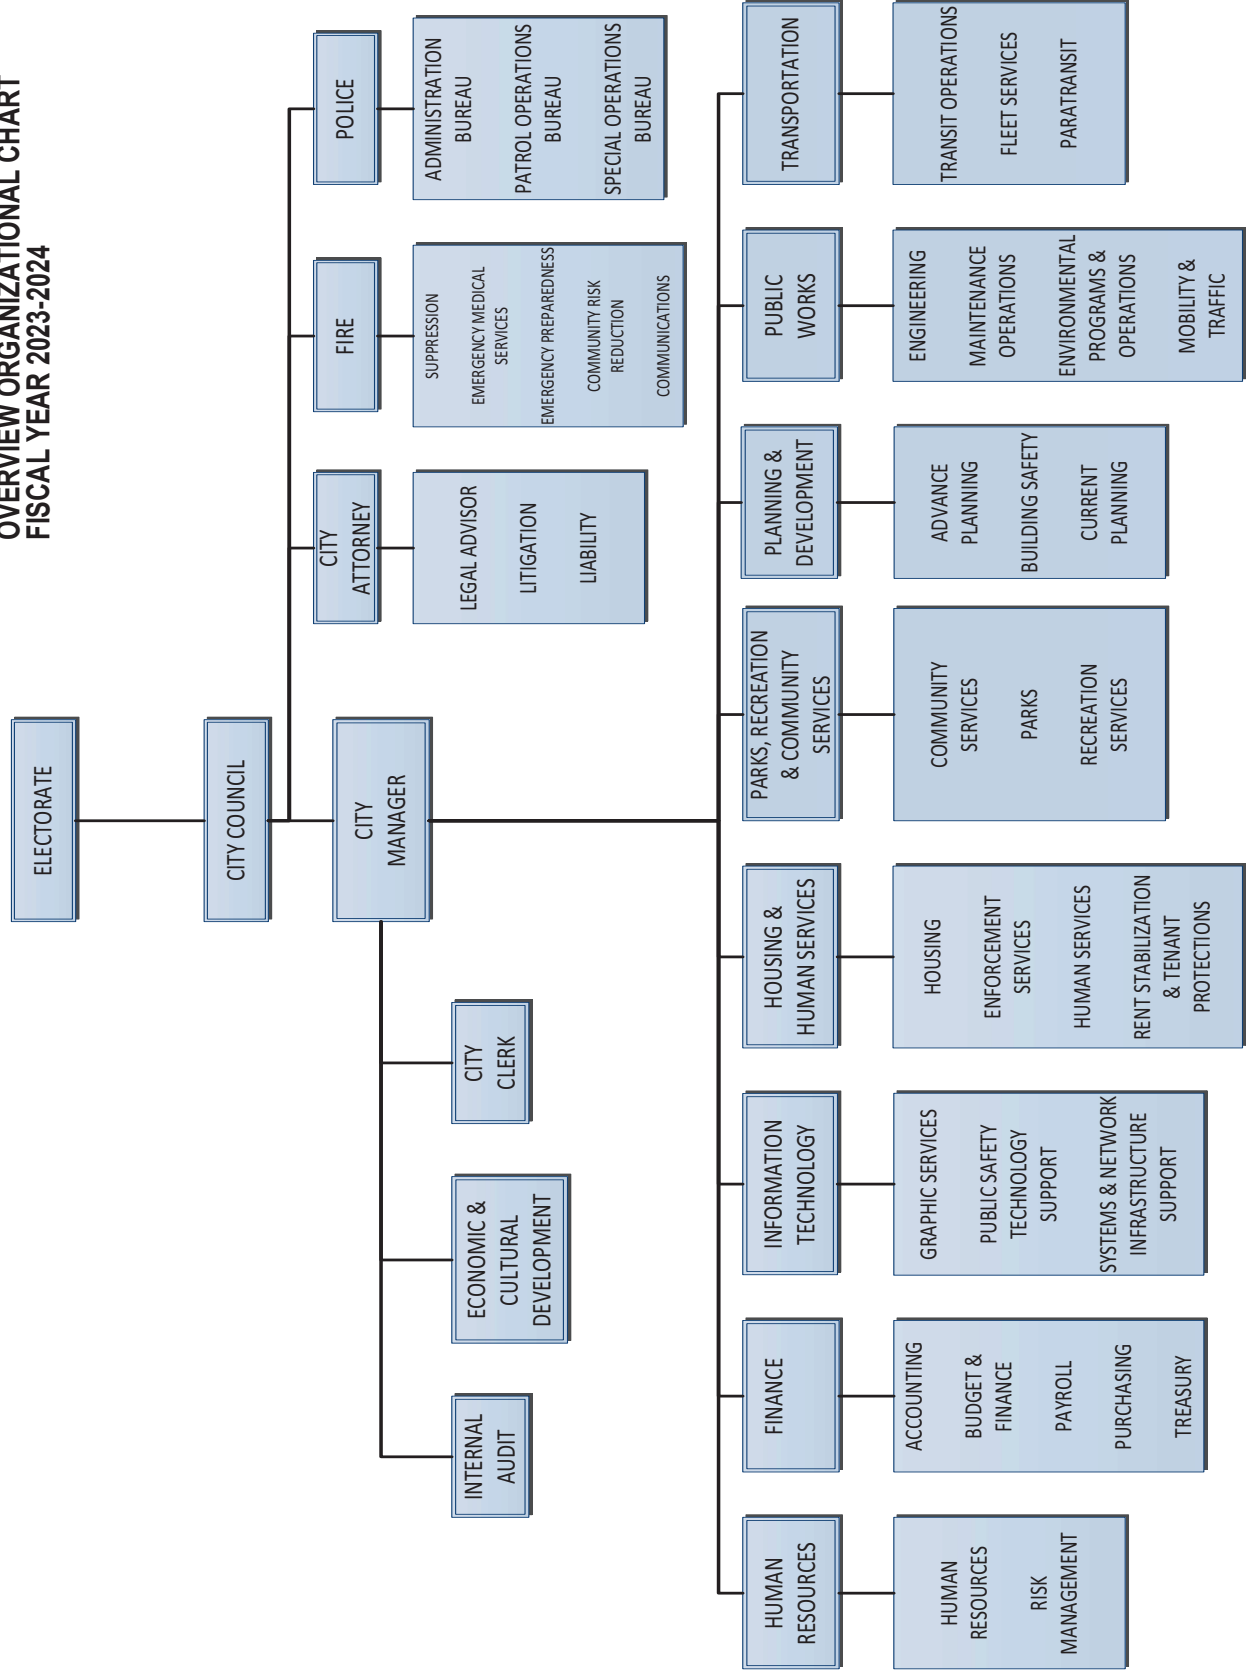 OVERVIEW ORGANIZATIONAL CHART
FISCAL YEAR 2023-2024
ELECTORATE
CITY COUNCIL
CITY
MANAGER
CITY
ATTORNEY
LEGAL ADVISOR
LITIGATION
LIABILITY
FIRE
SUPPRESSION
EMERGENCY MEDICAL
SERVICES
EMERGENCY PREPAREDNESS
COMMUNITY RISK
REDUCTION
COMMUNICATIONS
POLICE
ADMINISTRATION
BUREAU
PATROL OPERATIONS
BUREAU
SPECIAL OPERATIONS
BUREAU
INTERNAL
AUDIT
ECONOMIC &
CULTURAL
DEVELOPMENT
CITY
CLERK
HUMAN
RESOURCES
HUMAN
RESOURCES
RISK
MANAGEMENT
FINANCE
ACCOUNTING
BUDGET &
FINANCE
PAYROLL
PURCHASING
TREASURY
INFORMATION
TECHNOLOGY
GRAPHIC SERVICES
PUBLIC SAFETY
TECHNOLOGY
SUPPORT
SYSTEMS & NETWORK
INFRASTRUCTURE
SUPPORT
HOUSING &
HUMAN SERVICES
HOUSING
ENFORCEMENT
SERVICES
HUMAN SERVICES
RENT STABILIZATION
& TENANT
PROTECTIONS
PARKS, RECREATION
& COMMUNITY
SERVICES
COMMUNITY
SERVICES
PARKS
RECREATION
SERVICES
PLANNING &
DEVELOPMENT
ADVANCE
PLANNING
BUILDING SAFETY
CURRENT
PLANNING
PUBLIC
WORKS
ENGINEERING
MAINTENANCE
OPERATIONS
ENVIRONMENTAL
PROGRAMS &
OPERATIONS
MOBILITY &
TRAFFIC
TRANSPORTATION
TRANSIT OPERATIONS
FLEET SERVICES
PARATRANSIT